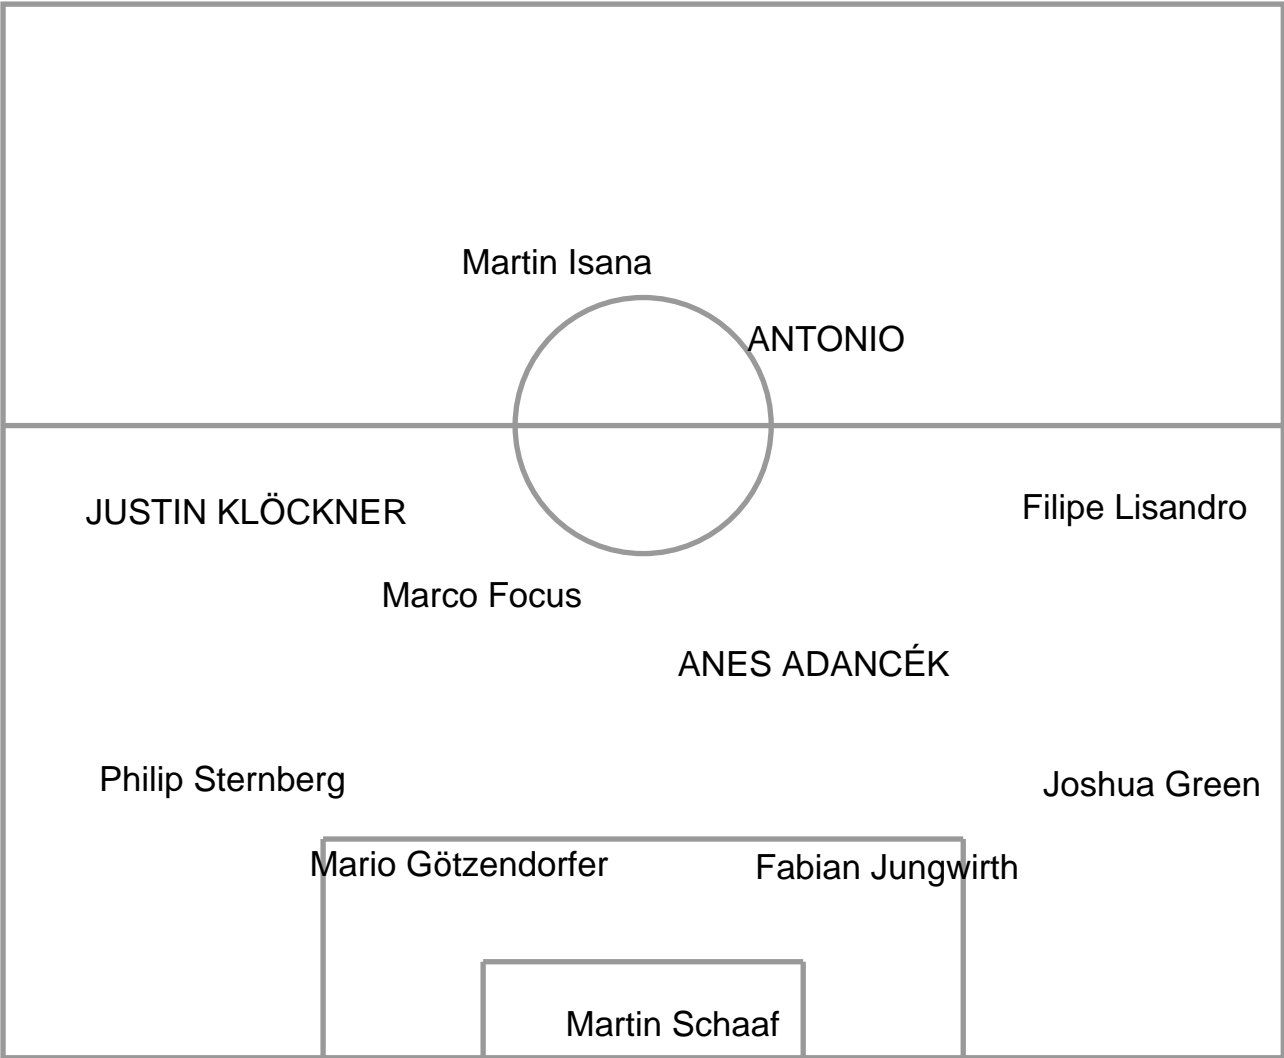 Martin Isana
ANTONIO
JUSTIN KLÖCKNER
Filipe Lisandro
Marco Focus
ANES ADANCÉK
Philip Sternberg
Joshua Green
Mario Götzendorfer
Fabian Jungwirth
Martin Schaaf